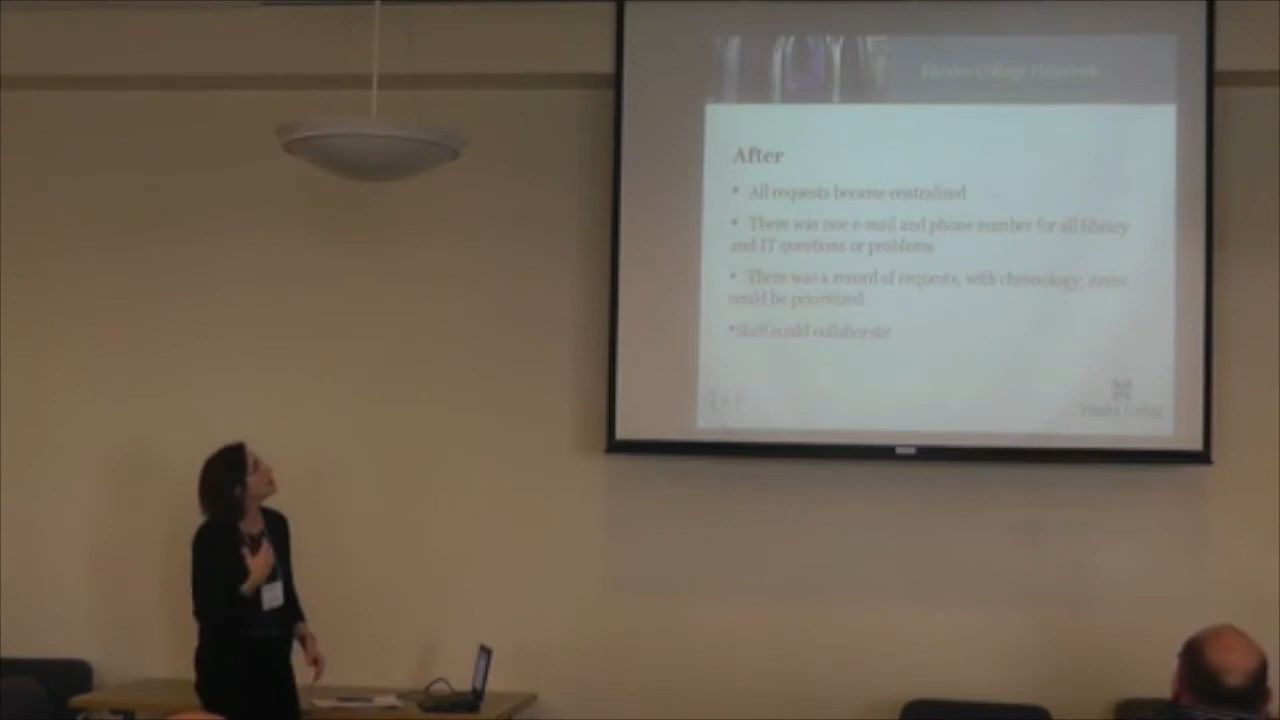 College
After
• All requests became centralized
• There was one e-mail and phone number for all library
and IT questions or problems
• There was a record of requests, with chronology, items
could be prioritized
•Staff could collaborate